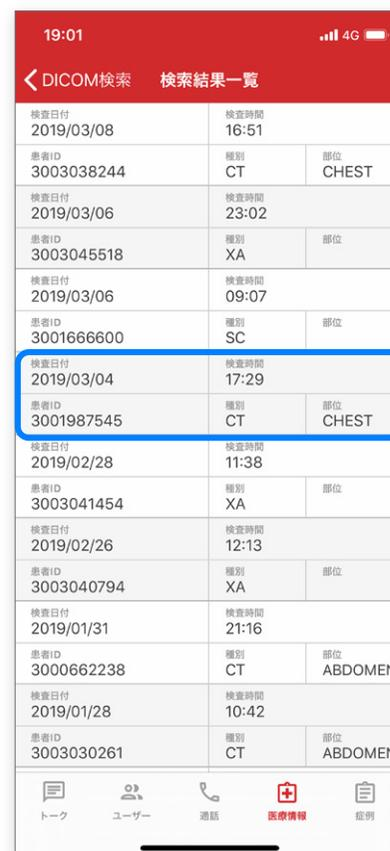 19:01 4G
DICOM検索 検索結果一覧
検査日付 検査時間
2019/03/08 16:51
患者ID 種別 部位
3003038244 CT CHEST
検査日付 検査時間
2019/03/06 23:02
患者ID 種別 部位
3003045518 XA
検査日付 検査時間
2019/03/06 09:07
患者ID 種別 部位
3001666600 SC
検査日付 検査時間
2019/03/04 17:29
患者ID 種別 部位
3001987545 CT CHEST
検査日付 検査時間
2019/02/28 11:38
患者ID 種別 部位
3003041454 XA
検査日付 検査時間
2019/02/26 12:13
患者ID 種別 部位
3003040794 XA
検査日付 検査時間
2019/01/31 21:16
患者ID 種別 部位
3000662238 CT ABDOMEN
検査日付 検査時間
2019/01/28 10:42
患者ID 種別 部位
3003030261 CT ABDOMEN
トーク ユーザー 通話 医療情報 症例